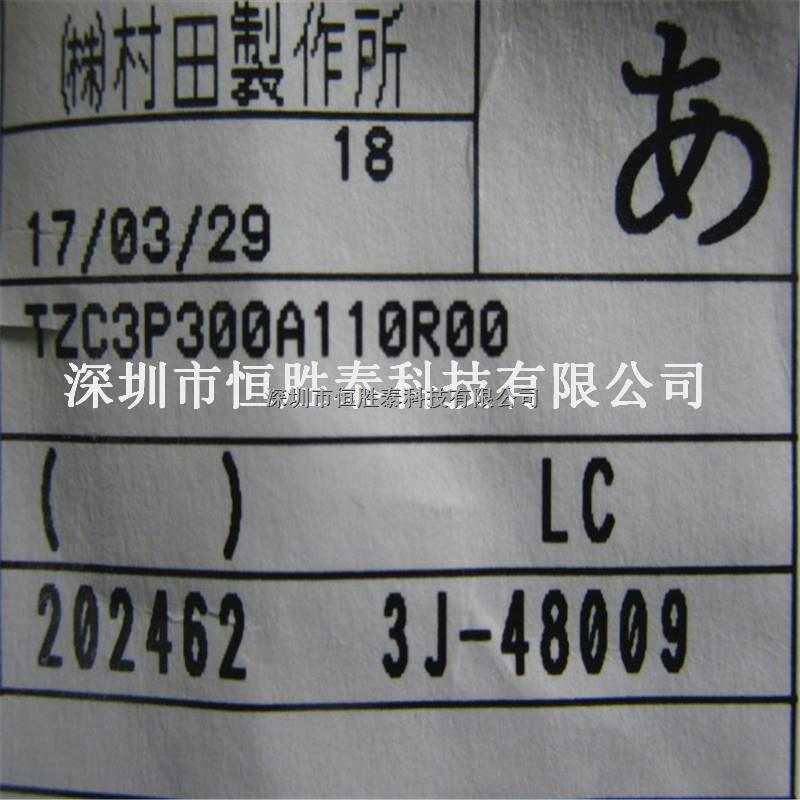 ㈱村田製作所
あ
18
17/03/29
TZC3P300A110R00
深圳市恒胜泰科技有限公司
深圳市恒胜泰科技有限公司
( ) LC
202462 3J-48009